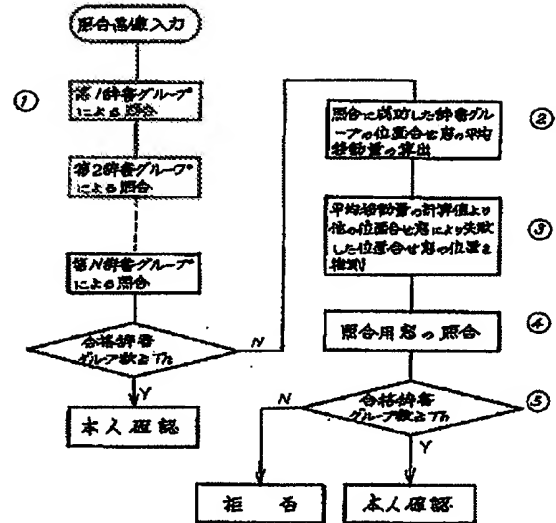 照合画像入力
①
第1辞書グループ
による照合
第2辞書グループ
による照合
第N辞書グループ
による照合
合格辞書
グループ数≧Th
N
Y
本人確認
照合に成功した辞書グル
ープの位置合せ窓の平均
移動量の算出
②
平均移動量の計算値より
他の位置合せ窓により失敗
した位置合せ窓の位置を
推測
③
照合用窓の照合
④
合格辞書
グループ数≧Th
⑤
N
Y
拒否
本人確認